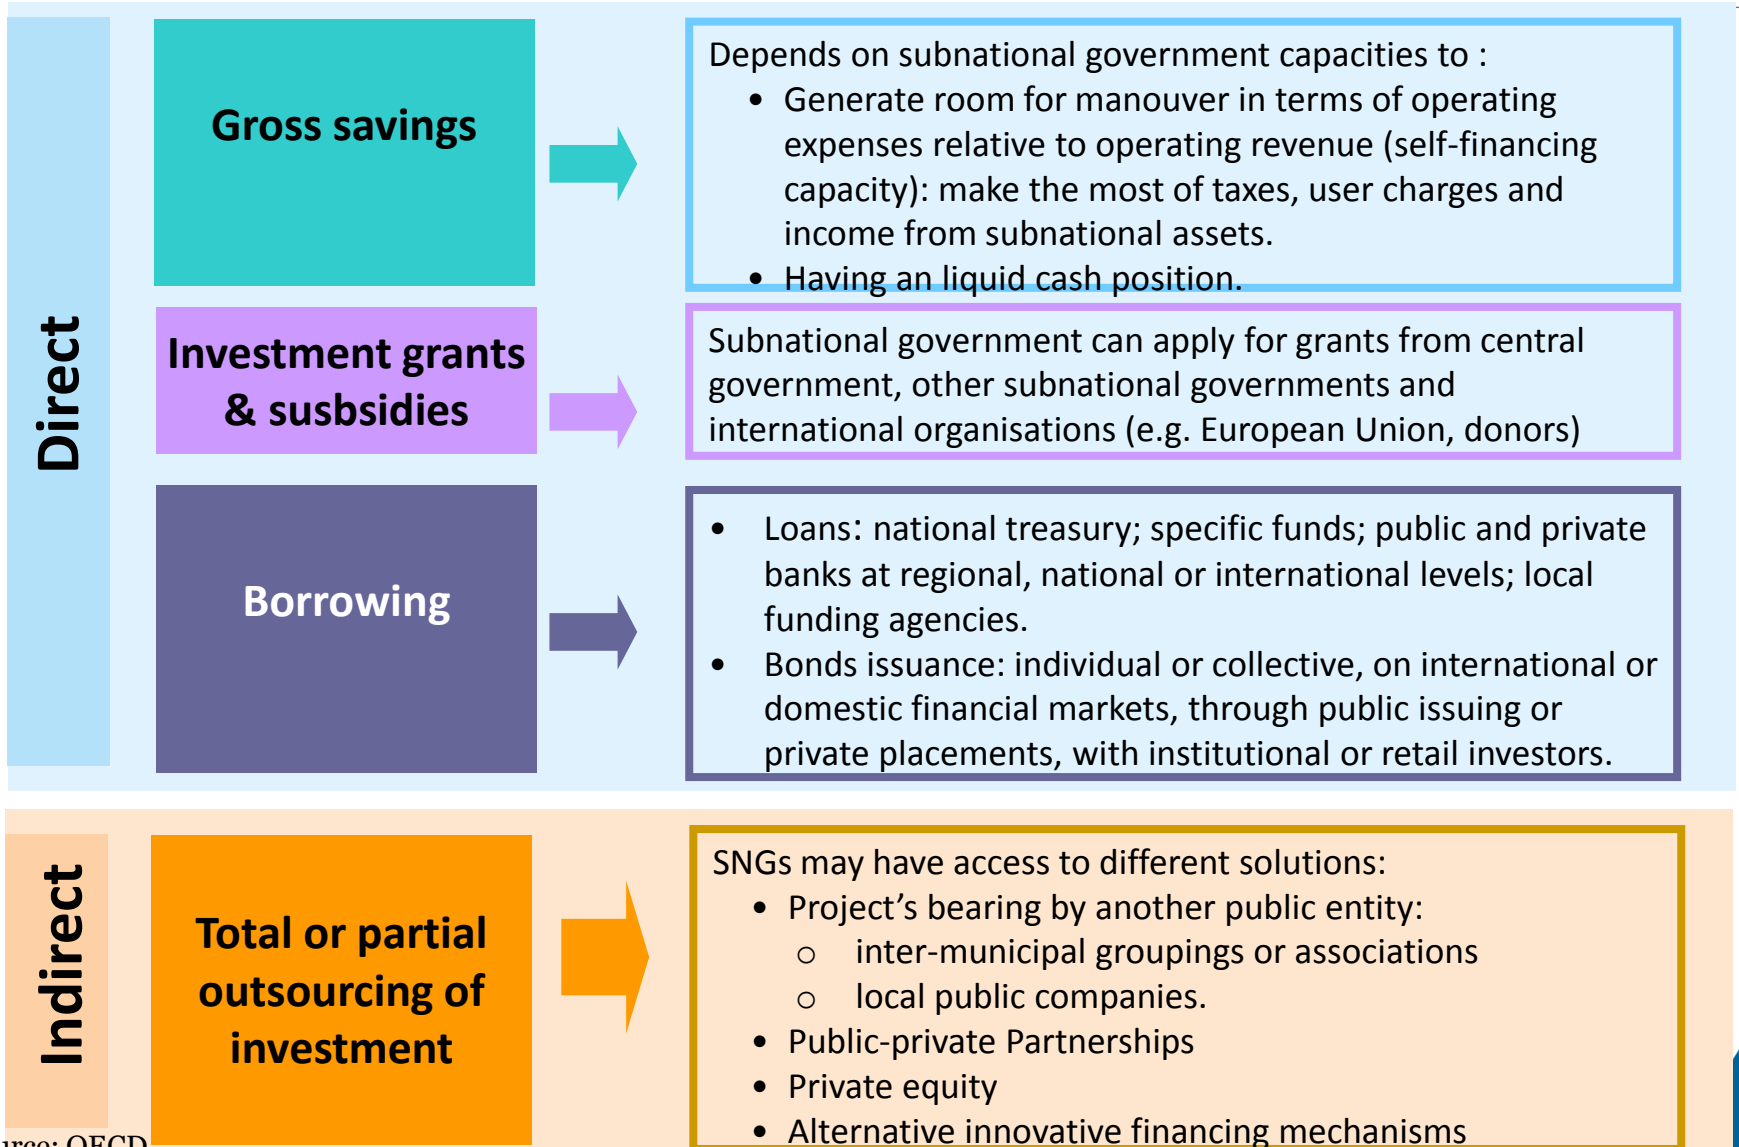 Direct
Gross savings
Depends on subnational government capacities to :
• Generate room for manouver in terms of operating
expenses relative to operating revenue (self-financing
capacity): make the most of taxes, user charges and
income from subnational assets.
• Having an liquid cash position.
Investment grants
& susbsidies
Subnational government can apply for grants from central
government, other subnational governments and
international organisations (e.g. European Union, donors)
Borrowing
• Loans: national treasury; specific funds; public and private
banks at regional, national or international levels; local
funding agencies.
• Bonds issuance: individual or collective, on international or
domestic financial markets, through public issuing or
private placements, with institutional or retail investors.
Indirect
Total or partial
outsourcing of
investment
SNGs may have access to different solutions:
• Project’s bearing by another public entity:
o inter-municipal groupings or associations
o local public companies.
• Public-private Partnerships
• Private equity
• Alternative innovative financing mechanisms
urce: OECD